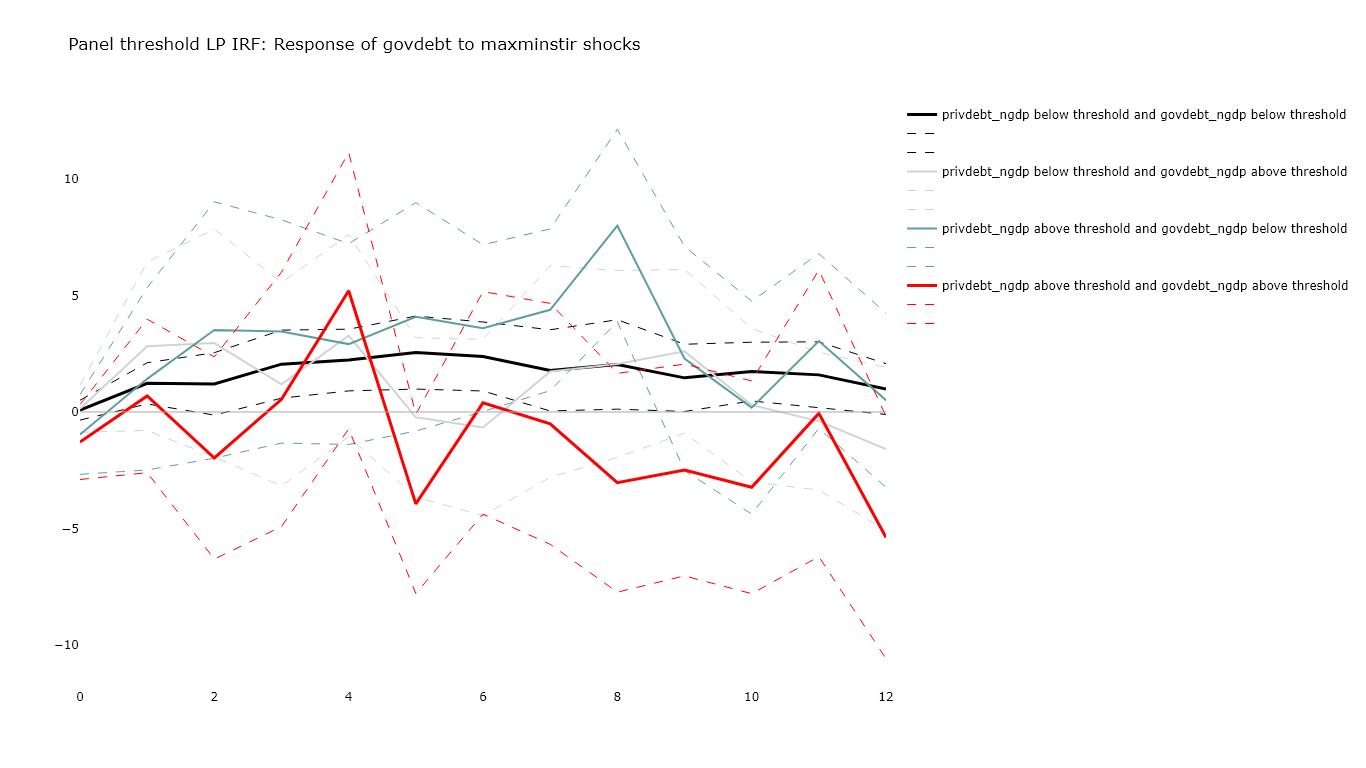 Panel threshold LP IRF: Response of govdebt to maxminstir shocks
privdebt_ngdp below threshold and govdebt_ngdp below threshold
privdebt_ngdp below threshold and govdebt_ngdp above threshold
privdebt_ngdp above threshold and govdebt_ngdp below threshold
privdebt_ngdp above threshold and govdebt_ngdp above threshold
10
5
0
−5
−10
0 2 4 6 8 10 12